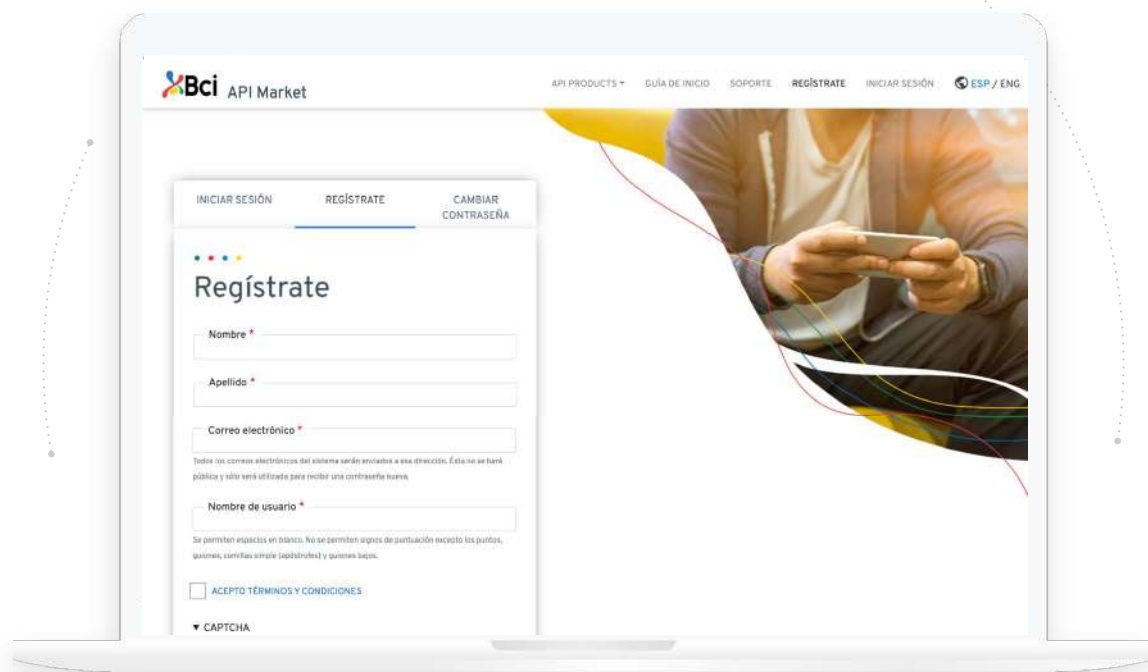 Bci API Market
API PRODUCTS GUÍA DE INICIO SOPORTE REGÍSTRATE INICIAR SESIÓN ESP / ENG
INICIAR SESIÓN REGÍSTRATE CAMBIAR
CONTRASEÑA
Regístrate
Nombre *
Apellido *
Correo electrónico *
Todos los correos electrónicos del sistema serán enviados a esa dirección. Ésta no se hará
pública y sólo será utilizada para recibir una contraseña nueva.
Nombre de usuario *
Se permiten espacios en blanco. No se permiten signos de puntuación excepto los puntos,
guiones, comillas simple (apóstrofes) y guiones bajos.
ACEPTO TÉRMINOS Y CONDICIONES
▼ CAPTCHA